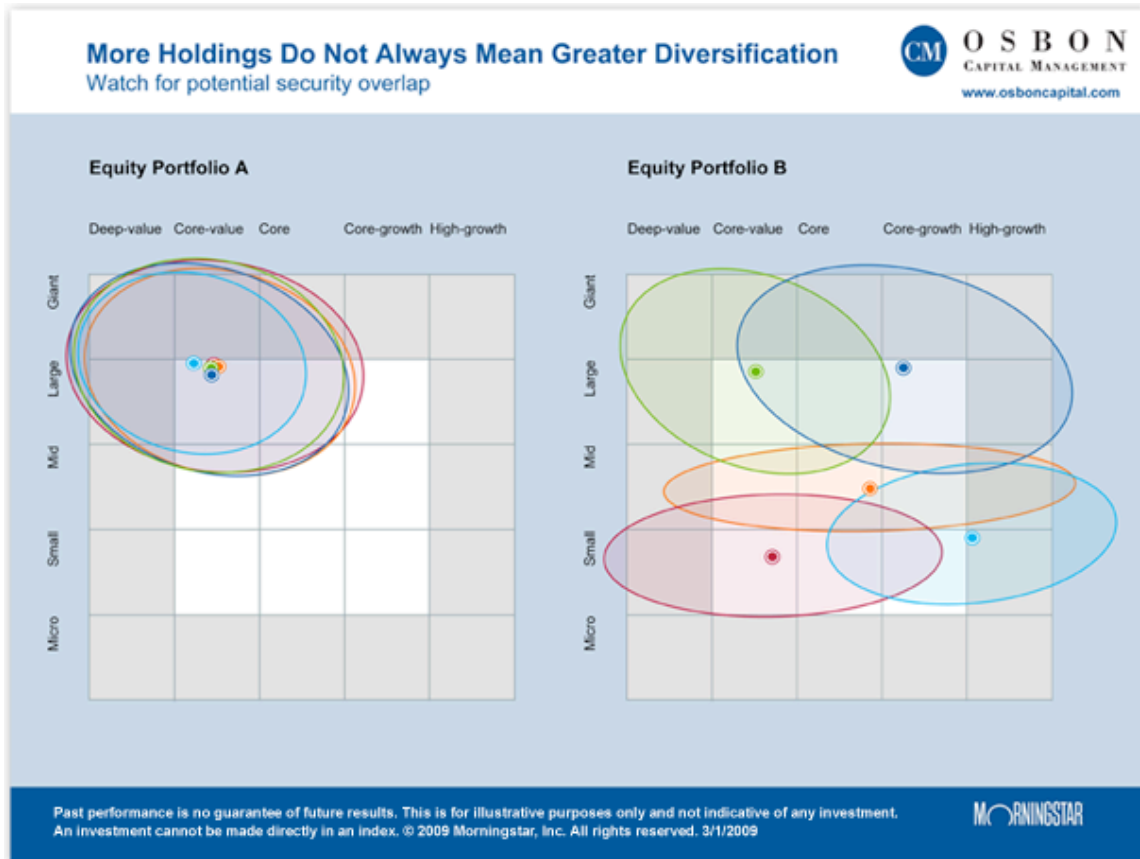 More Holdings Do Not Always Mean Greater Diversification
Watch for potential security overlap
CM
OSBON
CAPITAL MANAGEMENT
www.osboncapital.com
Equity Portfolio A
Deep-value Core-value Core Core-growth High-growth
Giant
Large
Mid
Small
Micro
Equity Portfolio B
Deep-value Core-value Core Core-growth High-growth
Giant
Large
Mid
Small
Micro
Past performance is no guarantee of future results. This is for illustrative purposes only and not indicative of any investment.
An investment cannot be made directly in an index. © 2009 Morningstar, Inc. All rights reserved. 3/1/2009
MORNINGSTAR